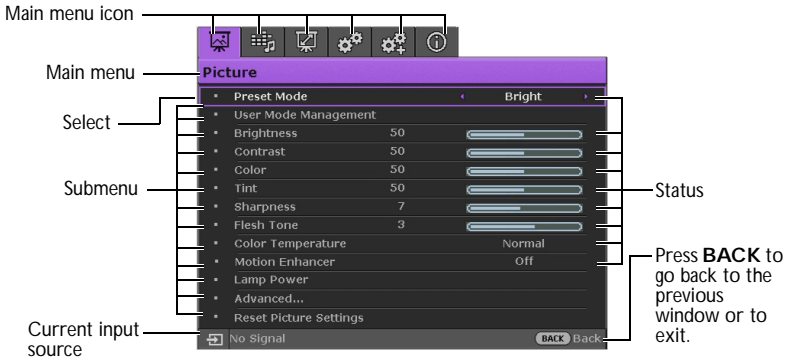 Main menu icon
Main menu
Picture
Preset Mode Bright
Select
User Mode Management
Brightness 50
Contrast 50
Color 50
Submenu
Tint 50
Status
Sharpness 7
Flesh Tone 3
Color Temperature Normal
Motion Enhancer Off
Lamp Power
Advanced...
Reset Picture Settings
Press BACK to
go back to the
previous
window or to
exit.
Current input
source
No Signal
BACK Back